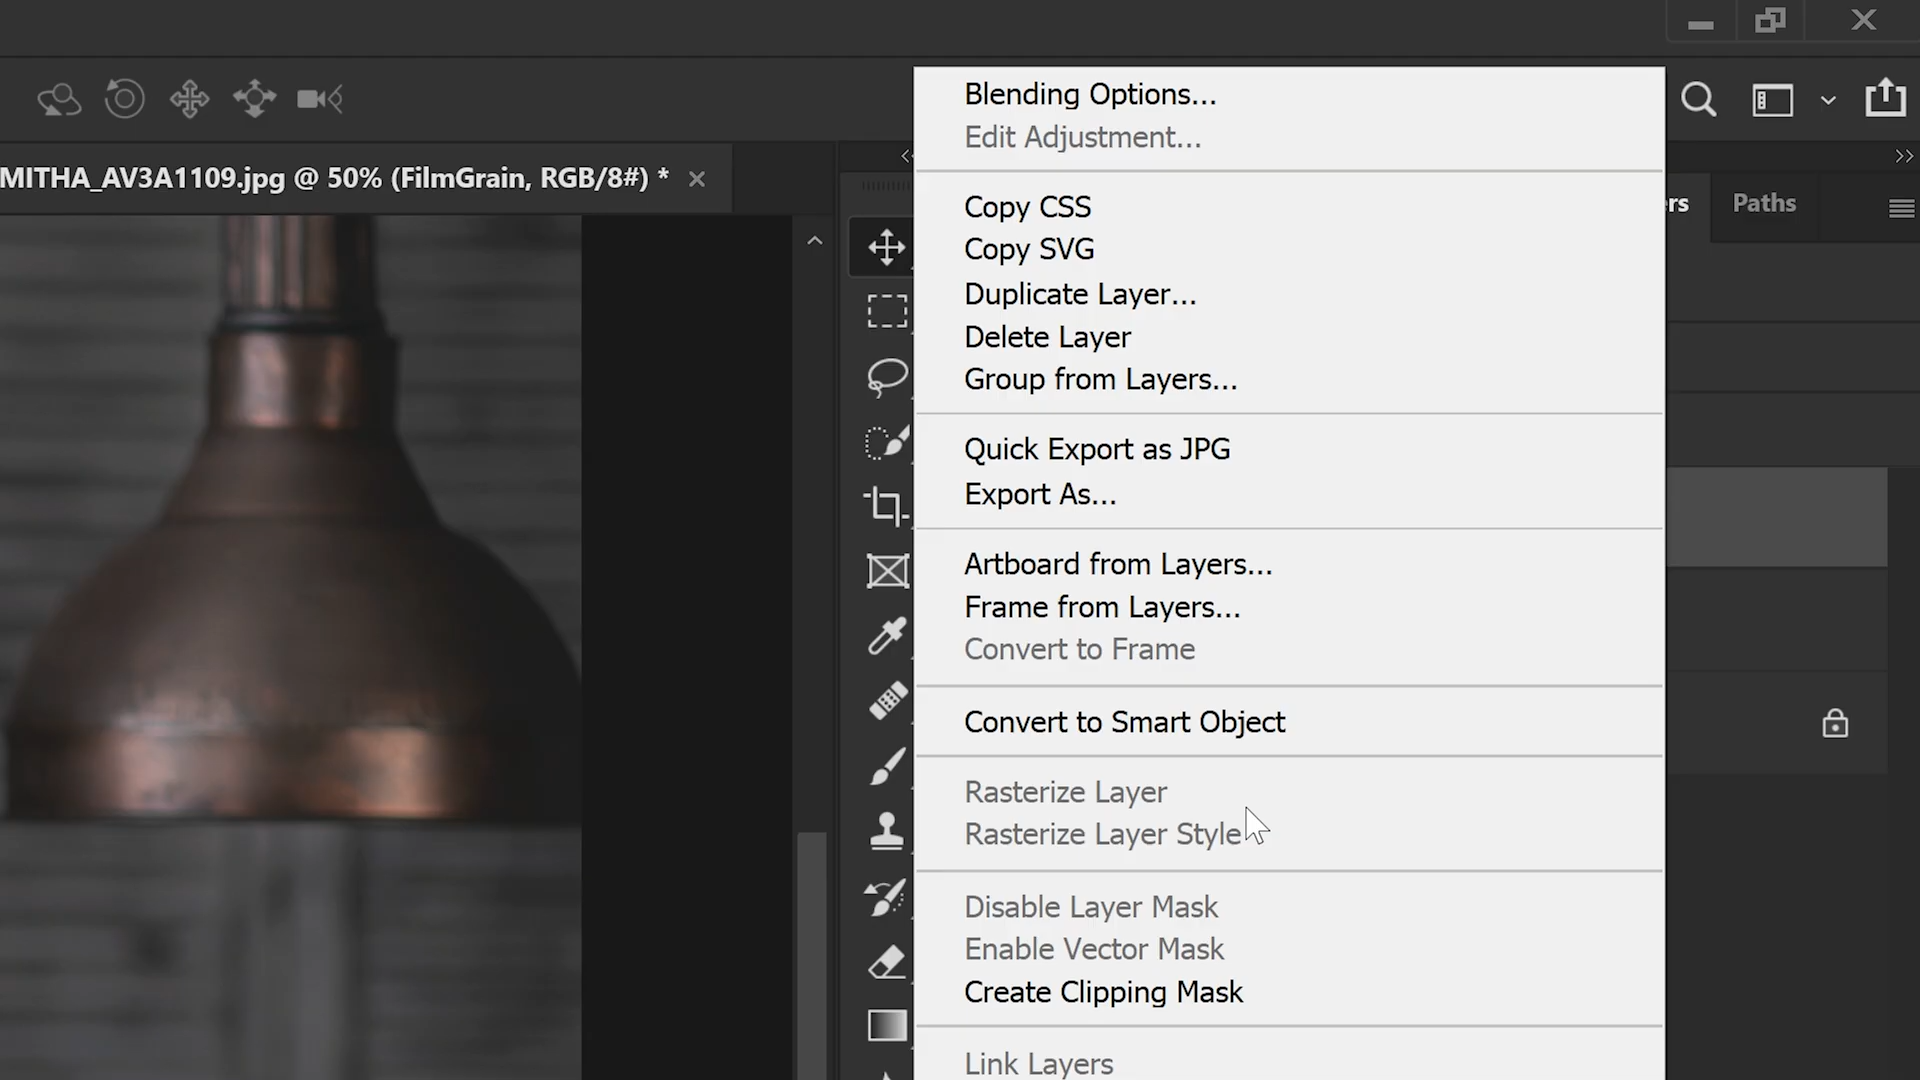 Blending Options...
Edit Adjustment...
MITHA_AV3A1109.jpg @ 50% (FilmGrain, RGB/8#) *
Copy CSS
rs
Paths
Copy SVG
Duplicate Layer...
Delete Layer
Group from Layers...
Quick Export as JPG
Export As...
Artboard from Layers...
Frame from Layers...
Convert to Frame
Convert to Smart Object
Rasterize Layer
Rasterize Layer Style
Disable Layer Mask
Enable Vector Mask
Create Clipping Mask
Link Layers